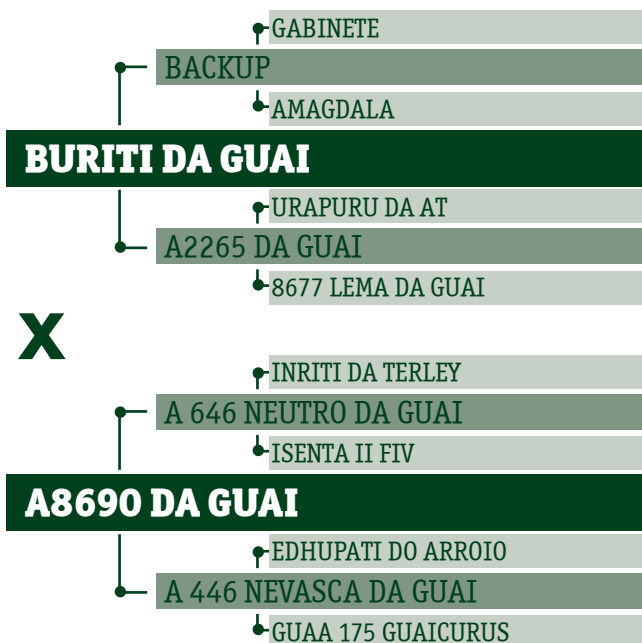 GABINETE
BACKUP
AMAGDALA
BURITI DA GUAI
URAPURU DA AT
A2265 DA GUAI
8677 LEMA DA GUAI
X
INRITI DA TERLEY
A 646 NEUTRO DA GUAI
ISENTA II FIV
A8690 DA GUAI
EDHUPATI DO ARROIO
A 446 NEVASCA DA GUAI
GUAA 175 GUAICURUS